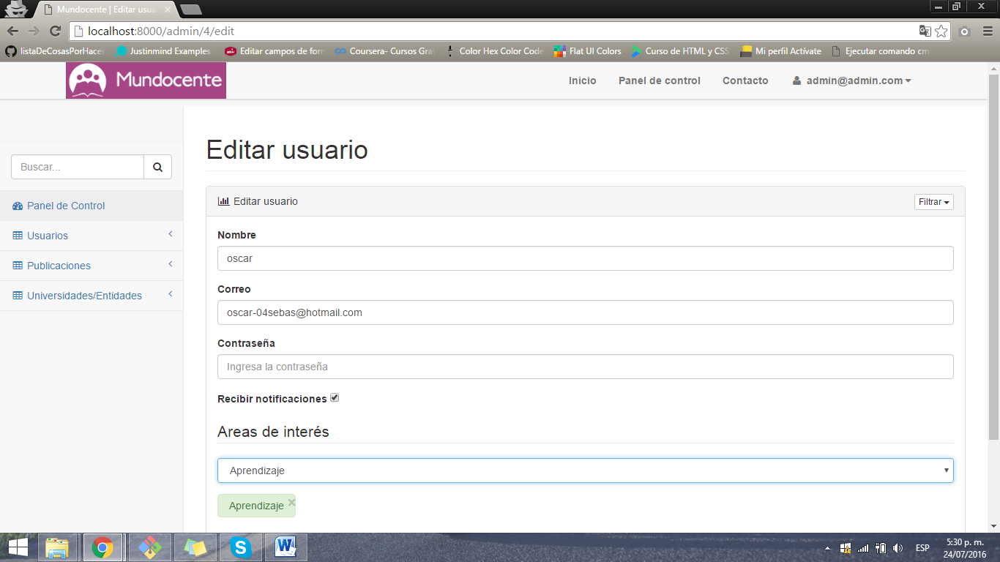 Mundocente | Editar usua
localhost:8000/admin/4/edit
listaDeCosasPorHacer Justinmind Examples Editar campos de form Coursera- Cursos Grat Color Hex Color Code Flat UI Colors Curso de HTML y CSS Mi perfil Actívate Ejecutar comando cm
Mundocente Inicio Panel de control Contacto admin@admin.com
Editar usuario
Buscar...
Panel de Control
Usuarios
Publicaciones
Universidades/Entidades
Editar usuario Filtrar
Nombre
oscar
Correo
oscar-04sebas@hotmail.com
Contraseña
Ingresa la contraseña
Recibir notificaciones
Areas de interés
Aprendizaje
Aprendizaje ×
ESP 5:30 p. m.
24/07/2016